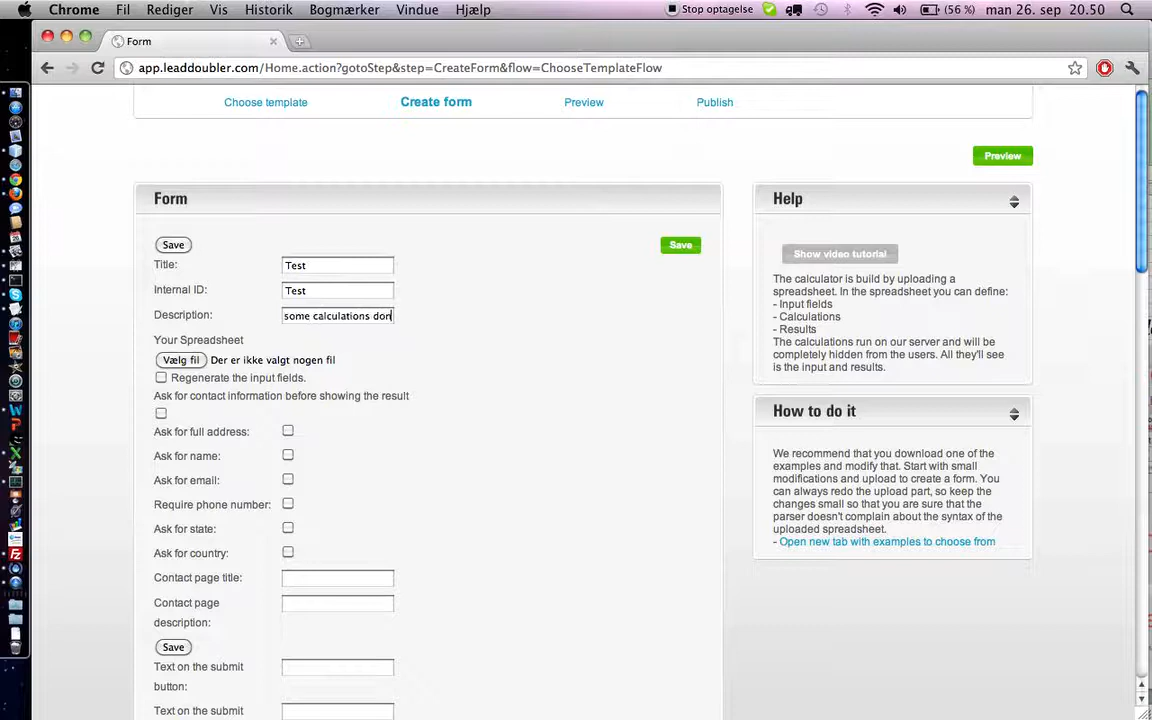 Chrome Fil Rediger Vis Historik Bogmærker Vindue Hjælp Stop optagelse (56 %) man 26. sep 20.50
Form
app.leaddoubler.com/Home.action?gotoStep&step=CreateForm&flow=ChooseTemplateFlow
Choose template Create form Preview Publish
Preview
Form
Save Save
Title: Test
Internal ID: Test
Description: some calculations don
Your Spreadsheet
Vælg fil Der er ikke valgt nogen fil
Regenerate the input fields.
Ask for contact information before showing the result
Ask for full address:
Ask for name:
Ask for email:
Require phone number:
Ask for state:
Ask for country:
Contact page title:
Contact page
description:
Save
Text on the submit
button:
Text on the submit
Help
Show video tutorial
The calculator is build by uploading a
spreadsheet. In the spreadsheet you can define:
- Input fields
- Calculations
- Results
The calculations run on our server and will be
completely hidden from the users. All they'll see
is the input and results.
How to do it
We recommend that you download one of the
examples and modify that. Start with small
modifications and upload to create a form. You
can always redo the upload part, so keep the
changes small so that you are sure that the
parser doesn't complain about the syntax of the
uploaded spreadsheet.
- Open new tab with examples to choose from